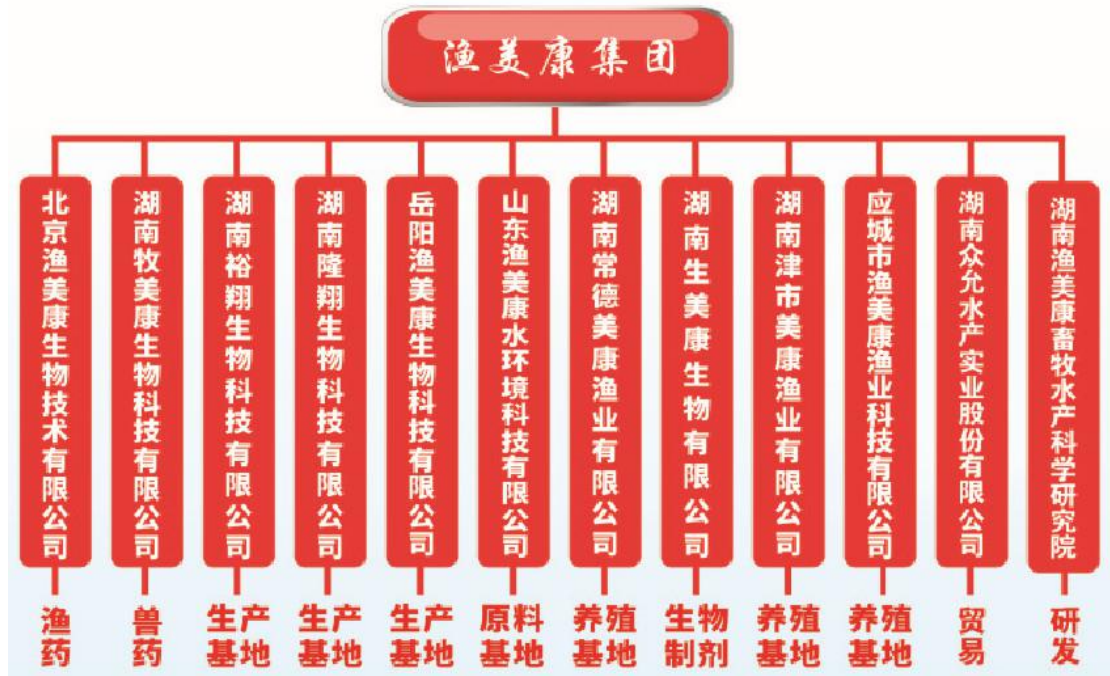 渔美康集团
北京渔美康生物技术有限公司
湖南牧美康生物科技有限公司
湖南裕翔生物科技有限公司
湖南隆翔生物科技有限公司
岳阳渔美康生物科技有限公司
山东渔美康水环境科技有限公司
湖南常德美康渔业有限公司
湖南生美康生物有限公司
湖南津市美康渔业有限公司
应城市渔美康渔业科技有限公司
湖南众允水产实业股份有限公司
湖南渔美康畜牧水产科学研究院
渔药
兽药
生产基地
生产基地
生产基地
原料基地
养殖基地
生物制剂
养殖基地
养殖基地
贸易
研发